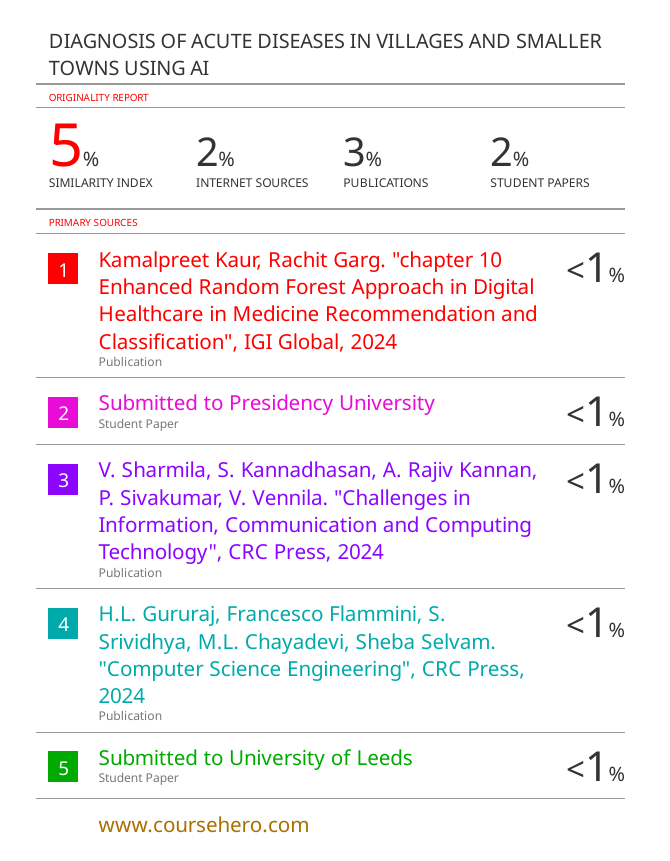 DIAGNOSIS OF ACUTE DISEASES IN VILLAGES AND SMALLER
TOWNS USING AI
ORIGINALITY REPORT
5% 2% 3% 2%
SIMILARITY INDEX INTERNET SOURCES PUBLICATIONS STUDENT PAPERS
PRIMARY SOURCES
1 Kamalpreet Kaur, Rachit Garg. "chapter 10 <1%
Enhanced Random Forest Approach in Digital
Healthcare in Medicine Recommendation and
Classification", IGI Global, 2024
Publication
2 Submitted to Presidency University <1%
Student Paper
3 V. Sharmila, S. Kannadhasan, A. Rajiv Kannan, <1%
P. Sivakumar, V. Vennila. "Challenges in
Information, Communication and Computing
Technology", CRC Press, 2024
Publication
4 H.L. Gururaj, Francesco Flammini, S. <1%
Srividhya, M.L. Chayadevi, Sheba Selvam.
"Computer Science Engineering", CRC Press,
2024
Publication
5 Submitted to University of Leeds <1%
Student Paper
www.coursehero.com